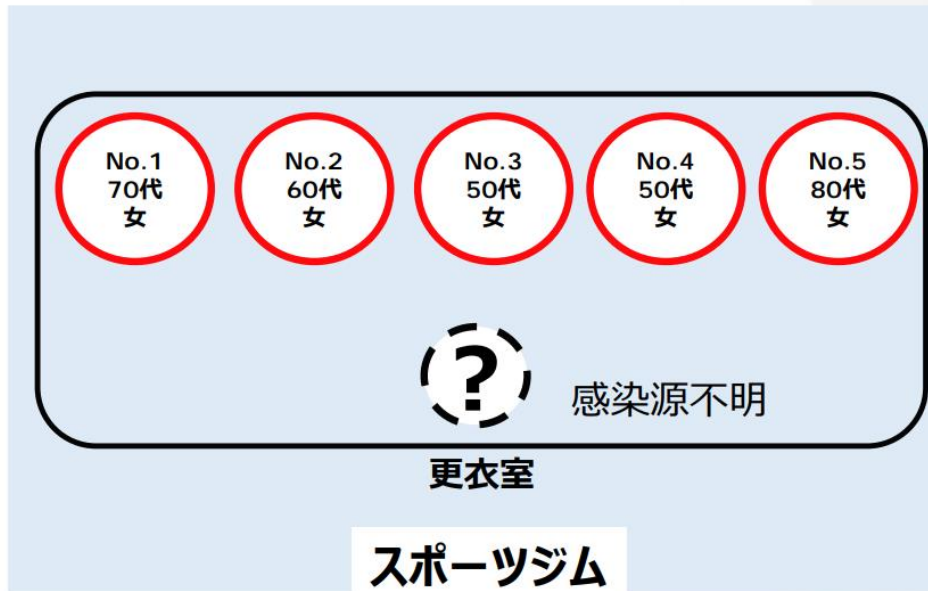 No.1
70代
女
No.2
60代
女
No.3
50代
女
No.4
50代
女
No.5
80代
女
?
感染源不明
更衣室
スポーツジム